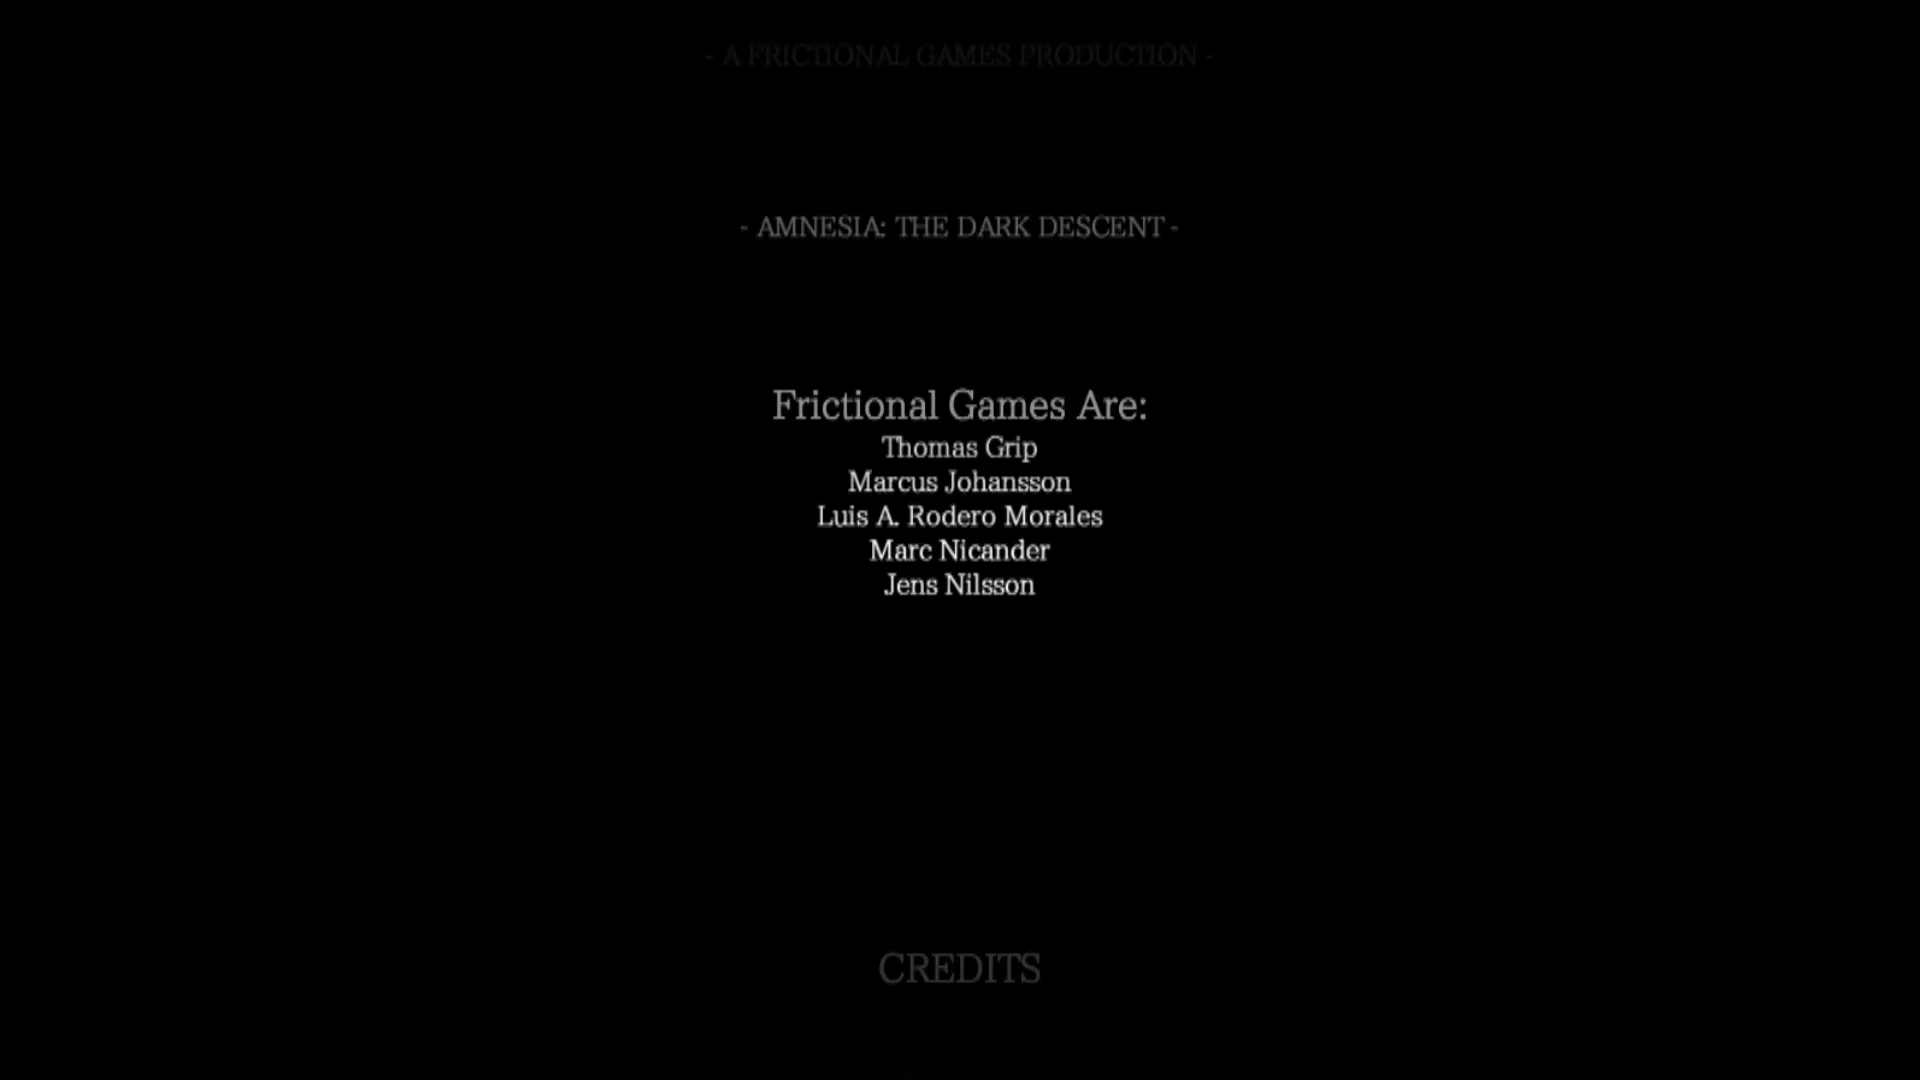 - A FRICTIONAL GAMES PRODUCTION -
- AMNESIA: THE DARK DESCENT -
Frictional Games Are:
Thomas Grip
Marcus Johansson
Luis A. Rodero Morales
Marc Nicander
Jens Nilsson
CREDITS